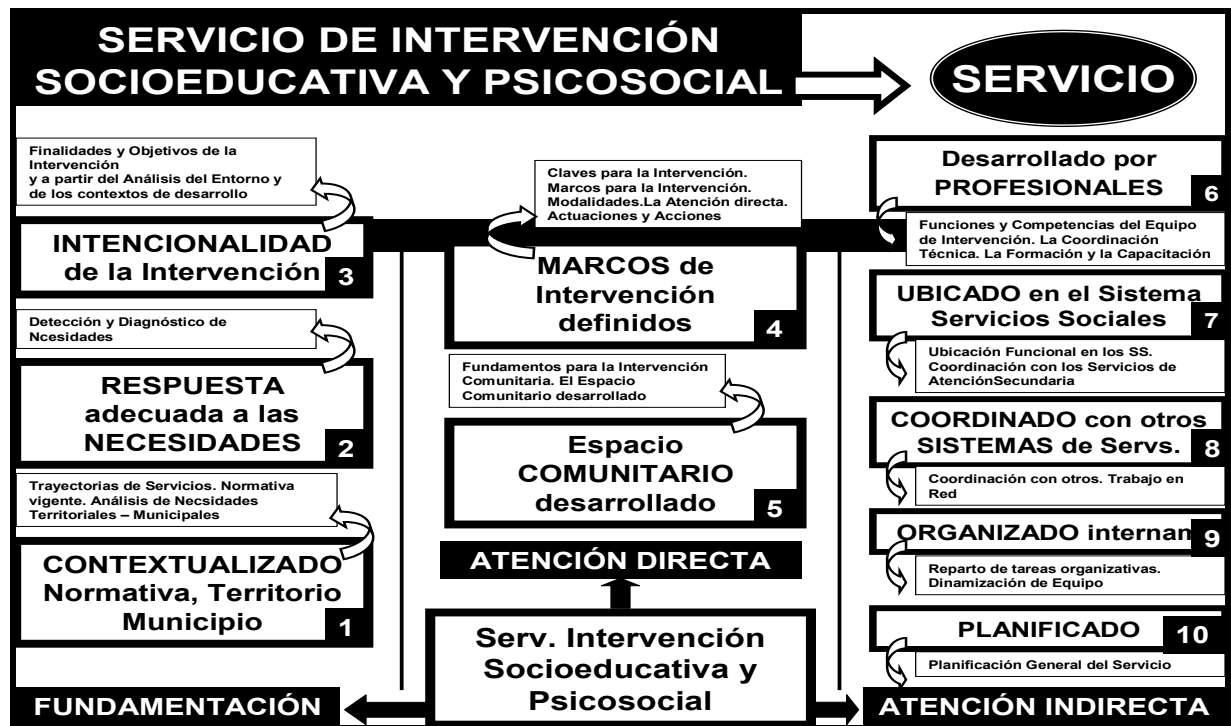 SERVICIO DE INTERVENCIÓN
SOCIOEDUCATIVA Y PSICOSOCIAL
SERVICIO
Finalidades y Objetivos de la
Intervención
y a partir del Análisis del Entorno y
de los contextos de desarrollo
INTENCIONALIDAD
de la Intervención
3
Detección y Diagnóstico de
Ncesidades
RESPUESTA
adecuada a las
NECESIDADES
2
Trayectorias de Servicios. Normativa
vigente. Análisis de Necsidades
Territoriales – Municipales
CONTEXTUALIZADO
Normativa, Territorio
Municipio
1
FUNDAMENTACIÓN
Claves para la Intervención.
Marcos para la Intervención.
Modalidades.La Atención directa.
Actuaciones y Acciones
MARCOS de
Intervención
definidos
4
Fundamentos para la Intervención
Comunitaria. El Espacio
Comunitario desarrollado
Espacio
COMUNITARIO
desarrollado
5
ATENCIÓN DIRECTA
Serv. Intervención
Socioeducativa y
Psicosocial
Desarrollado por
PROFESIONALES
6
Funciones y Competencias del Equipo
de Intervención. La Coordinación
Técnica. La Formación y la Capacitación
UBICADO en el Sistema
Servicios Sociales
7
Ubicación Funcional en los SS.
Coordinación con los Servicios de
AtenciónSecundaria
COORDINADO con otros
SISTEMAS de Servs.
8
Coordinación con otros. Trabajo en
Red
ORGANIZADO internam
9
Reparto de tareas organizativas.
Dinamización de Equipo
PLANIFICADO
10
Planificación General del Servicio
ATENCIÓN INDIRECTA